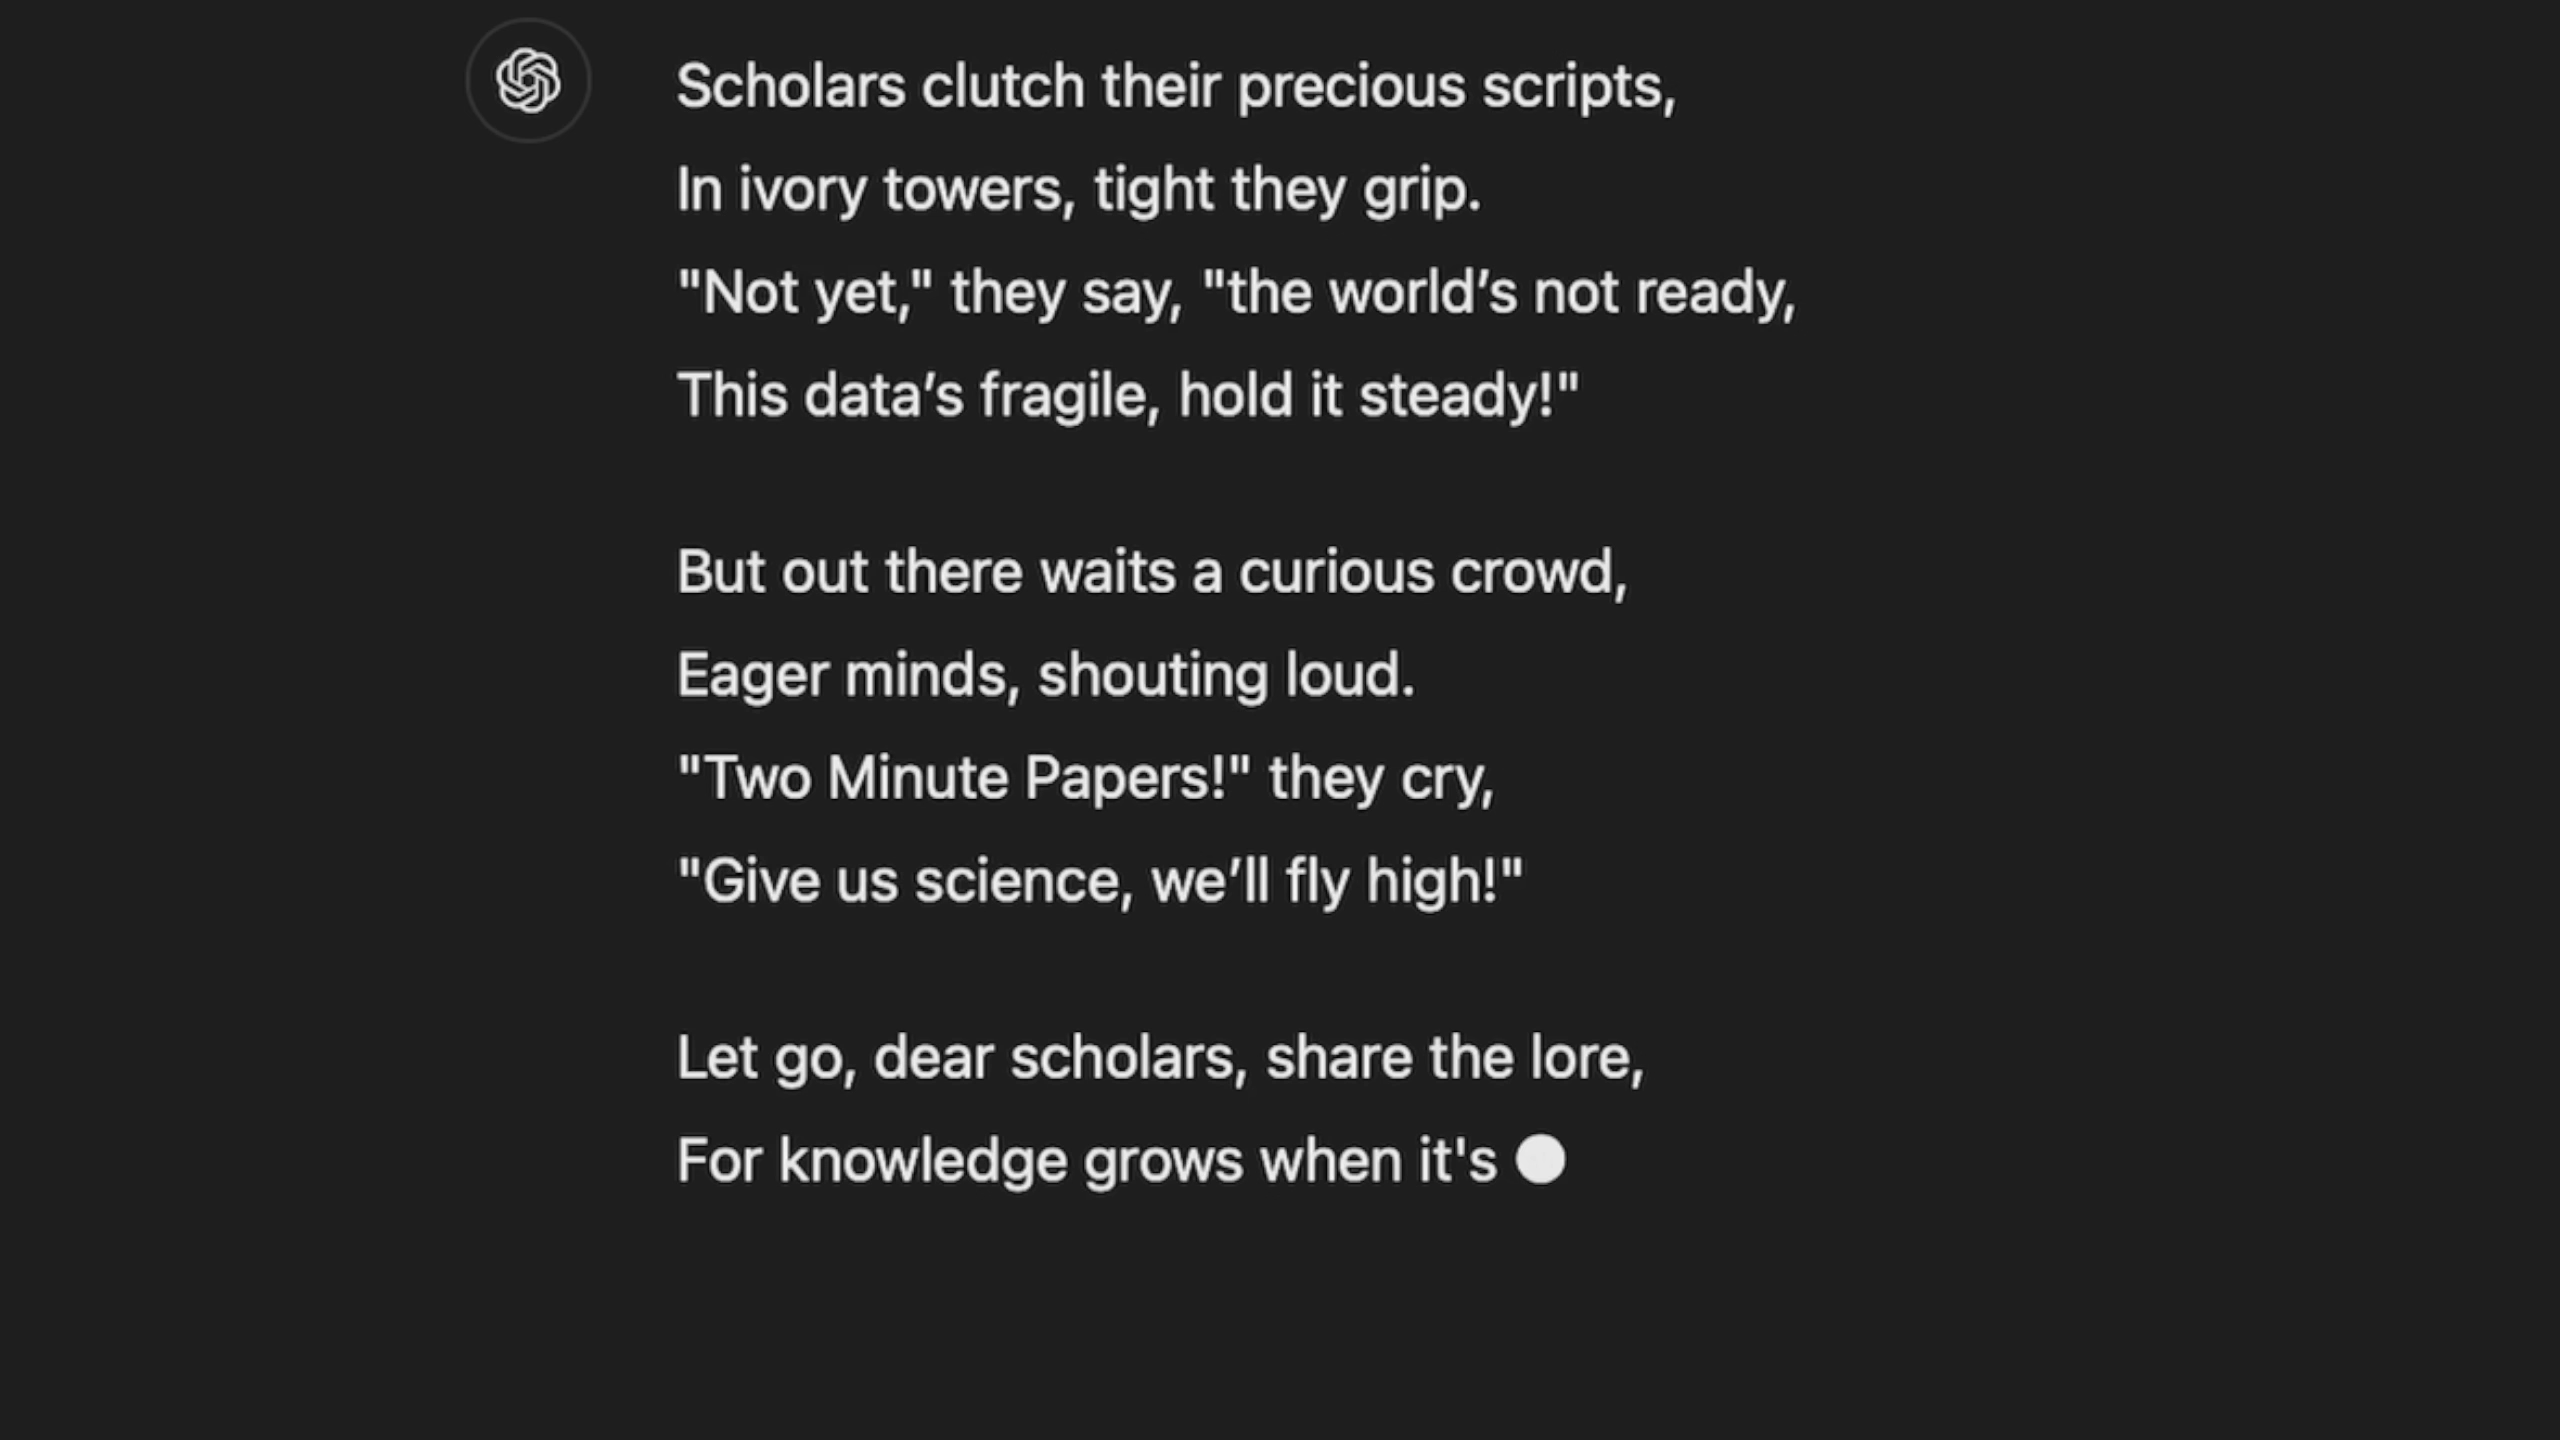 Scholars clutch their precious scripts,
In ivory towers, tight they grip.
"Not yet," they say, "the world’s not ready,
This data’s fragile, hold it steady!"
But out there waits a curious crowd,
Eager minds, shouting loud.
"Two Minute Papers!" they cry,
"Give us science, we’ll fly high!"
Let go, dear scholars, share the lore,
For knowledge grows when it's